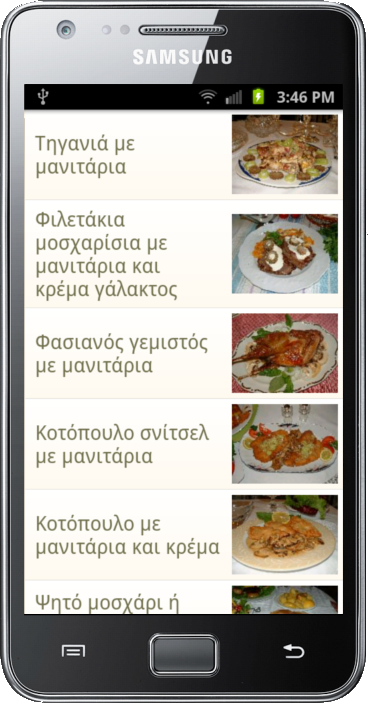 SAMSUNG
3:46 PM
Τηγανιά με
μανιτάρια
Φιλετάκια
μοσχαρίσια με
μανιτάρια και
κρέμα γάλακτος
Φασιανός γεμιστός
με μανιτάρια
Κοτόπουλο σνίτσελ
με μανιτάρια
Κοτόπουλο με
μανιτάρια και κρέμα
Ψητό μοσχάρι ή